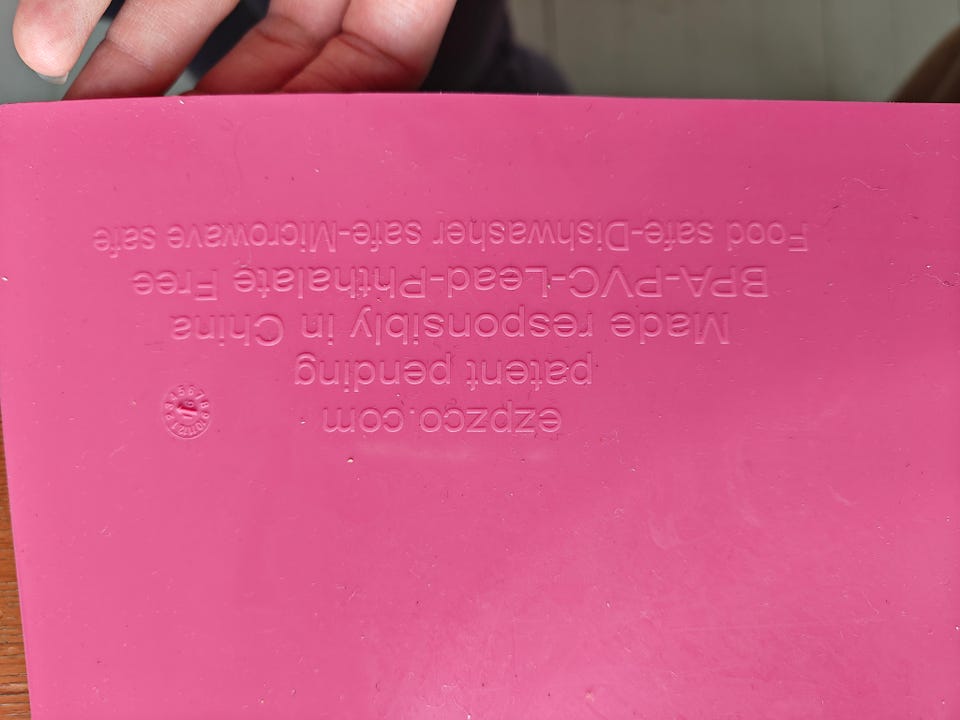 ezpzco.com
patent pending
Made responsibly in China
BPA-PVC-Lead-Phthalate Free
Food safe-Dishwasher safe-Microwave safe